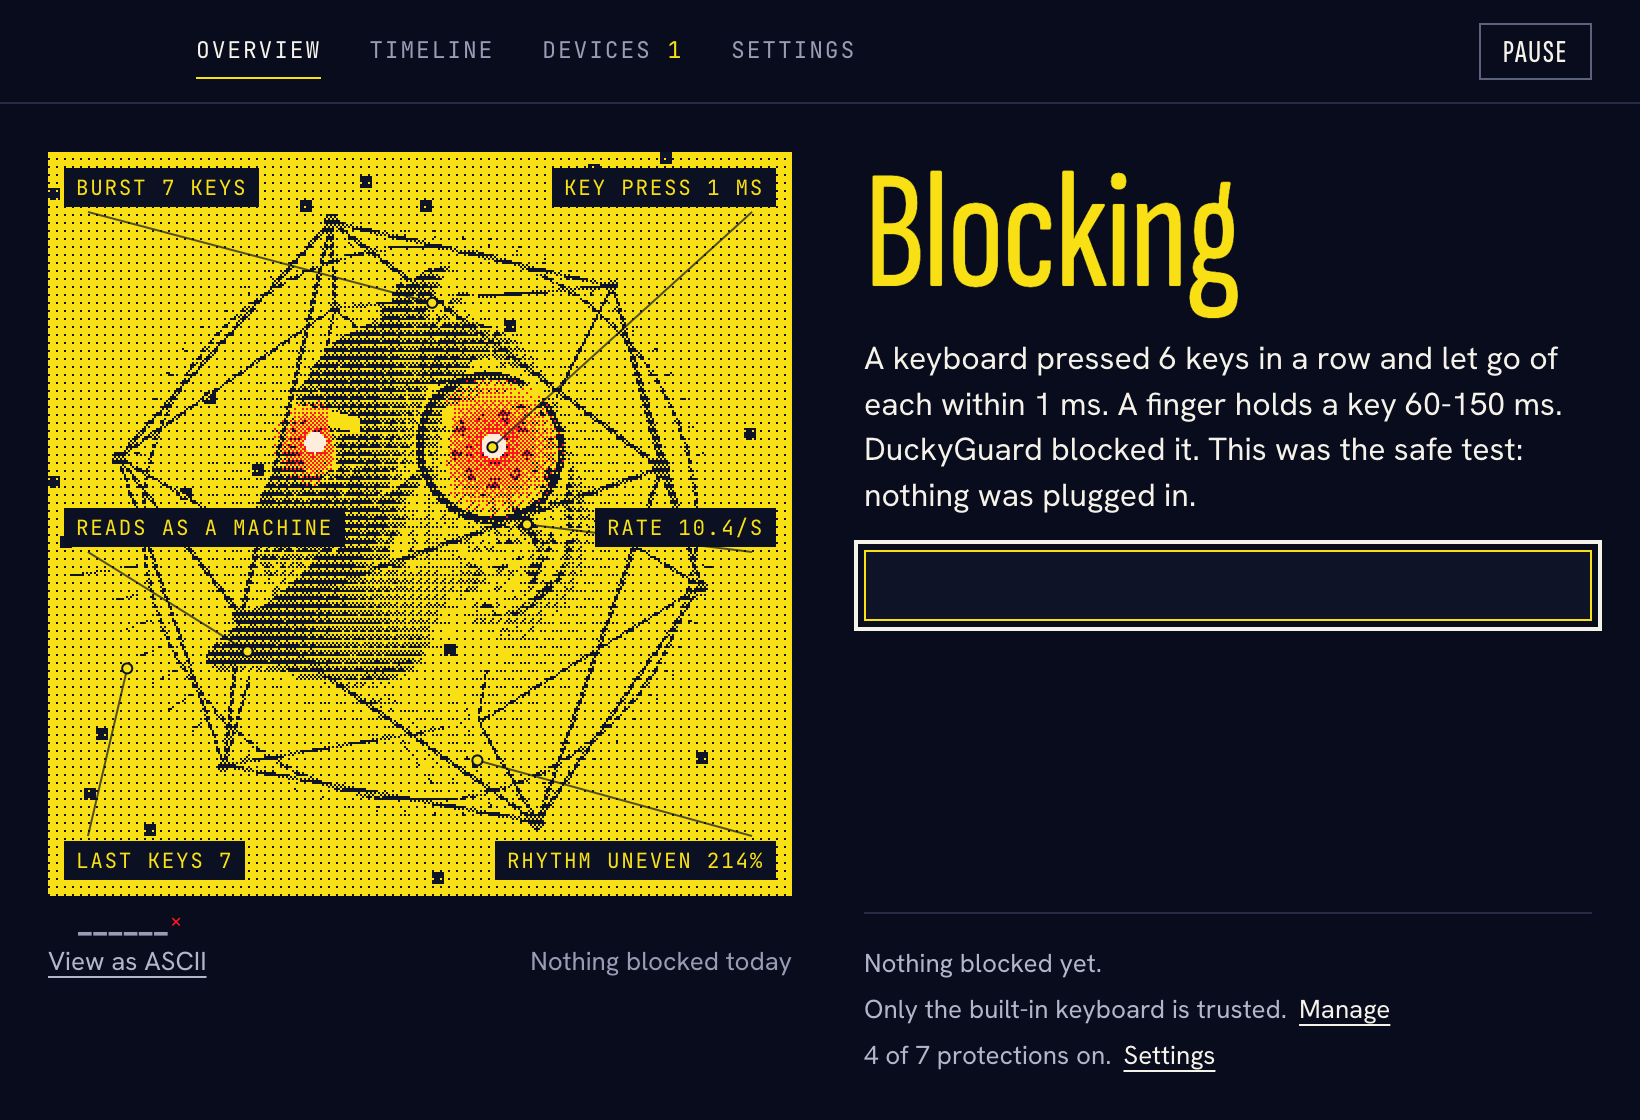 OVERVIEW TIMELINE DEVICES 1 SETTINGS PAUSE
BURST 7 KEYS
KEY PRESS 1 MS
READS AS A MACHINE
RATE 10.4/S
LAST KEYS 7
RHYTHM UNEVEN 214%
______×
View as ASCII
Nothing blocked today
Blocking
A keyboard pressed 6 keys in a row and let go of
each within 1 ms. A finger holds a key 60-150 ms.
DuckyGuard blocked it. This was the safe test:
nothing was plugged in.
Nothing blocked yet.
Only the built-in keyboard is trusted. Manage
4 of 7 protections on. Settings